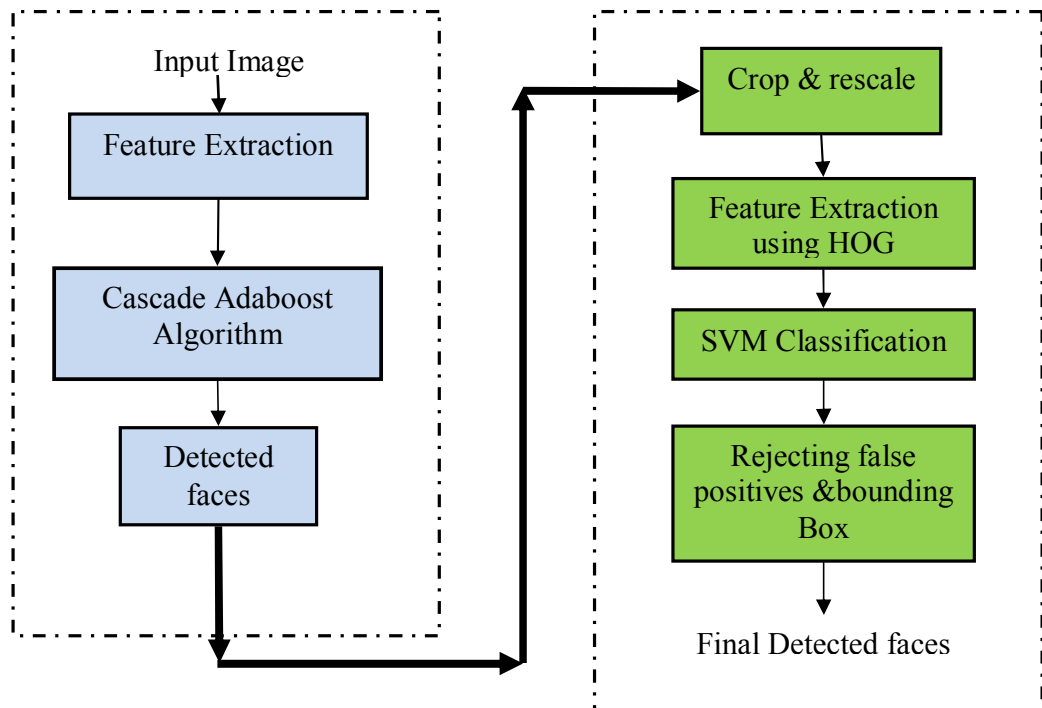 Input Image
Feature Extraction
Cascade Adaboost
Algorithm
Detected
faces
Crop & rescale
Feature Extraction
using HOG
SVM Classification
Rejecting false
positives &bounding
Box
Final Detected faces